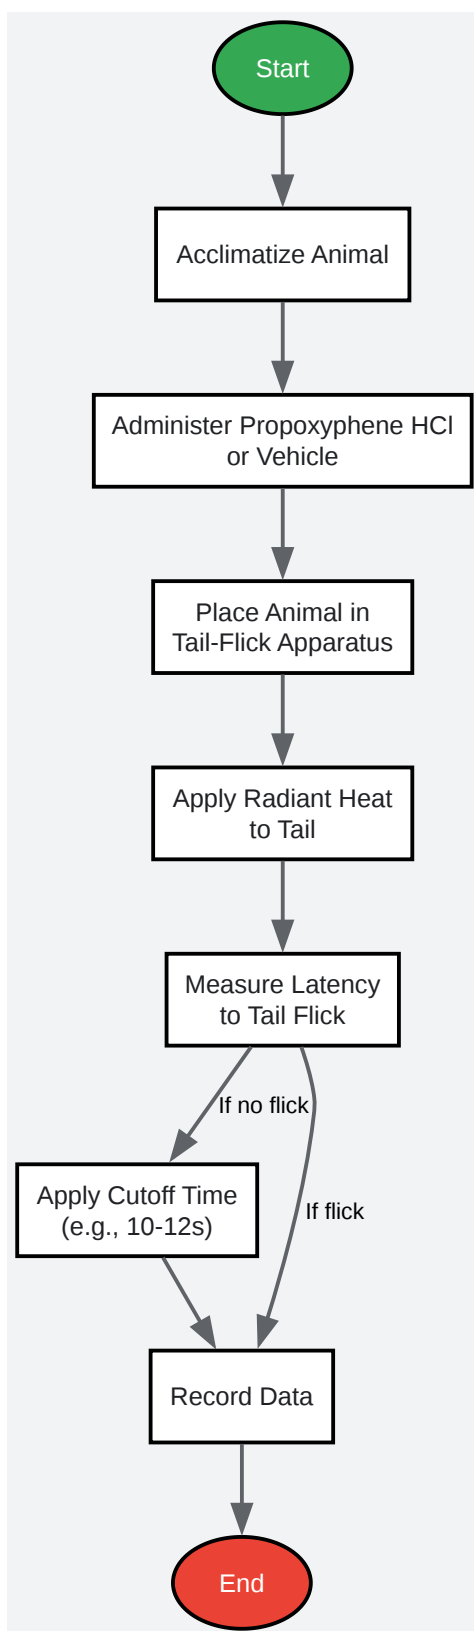 Start
Acclimatize Animal
Administer Propoxyphene HCl
or Vehicle
Place Animal in
Tail-Flick Apparatus
Apply Radiant Heat
to Tail
Measure Latency
to Tail Flick
If no flick
Apply Cutoff Time
(e.g., 10-12s)
If flick
Record Data
End